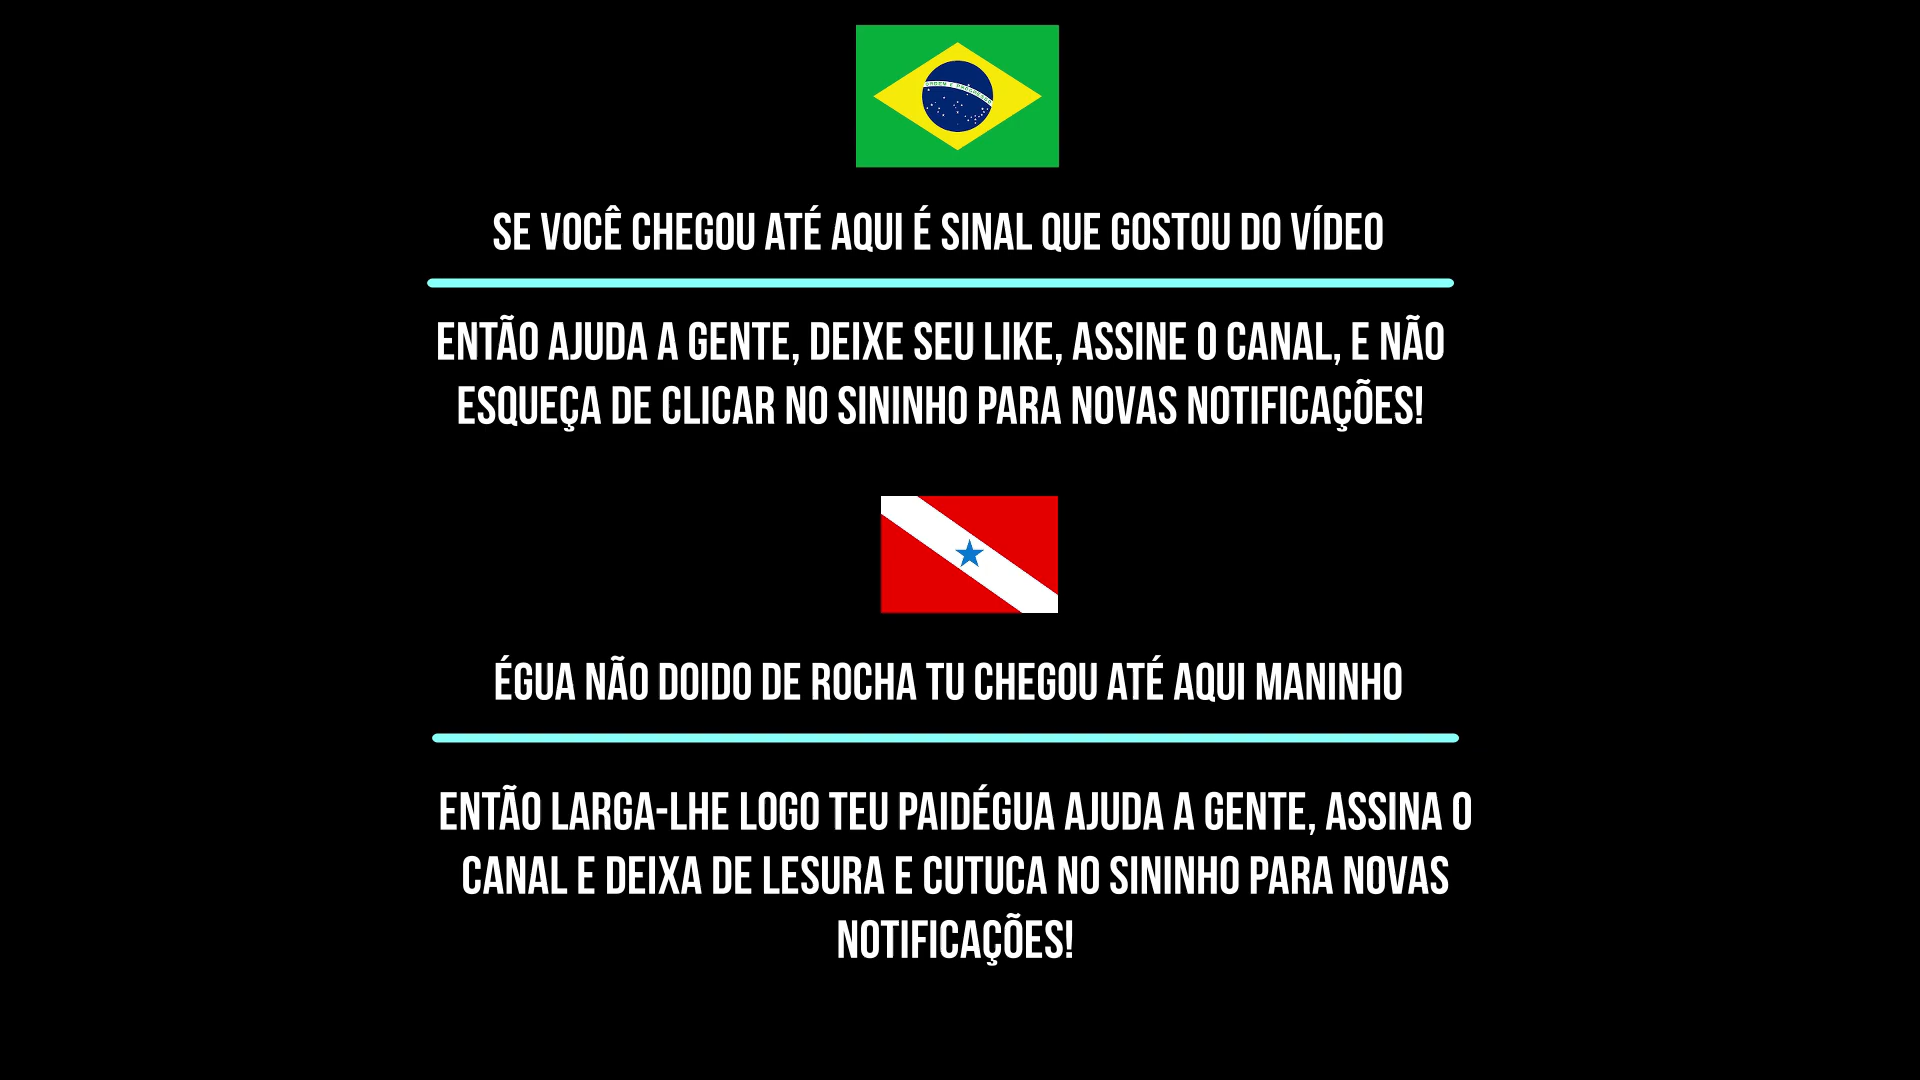 SE VOCÊ CHEGOU ATÉ AQUI É SINAL QUE GOSTOU DO VÍDEO
ENTÃO AJUDA A GENTE, DEIXE SEU LIKE, ASSINE O CANAL, E NÃO
ESQUEÇA DE CLICAR NO SININHO PARA NOVAS NOTIFICAÇÕES!
ÉGUA NÃO DOIDO DE ROCHA TU CHEGOU ATÉ AQUI MANINHO
ENTÃO LARGA-LHE LOGO TEU PAIDÉGUA AJUDA A GENTE, ASSINA O
CANAL E DEIXA DE LESURA E CUTUCA NO SININHO PARA NOVAS
NOTIFICAÇÕES!